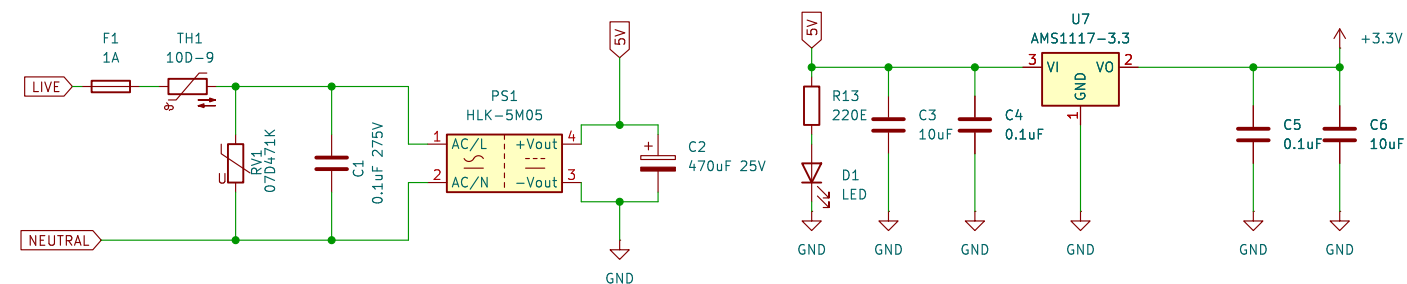 F1
1A
TH1
10D-9
LIVE
NEUTRAL
RV1
07D471K
C1
0.1uF 275V
PS1
HLK-5M05
1
2
AC/L
AC/N
+Vout
-Vout
4
3
5V
+
C2
470uF 25V
GND
5V
R13
220E
D1
LED
GND
C3
10uF
GND
C4
0.1uF
GND
U7
AMS1117-3.3
3
VI
VO
2
GND
1
GND
C5
0.1uF
GND
+3.3V
C6
10uF
GND